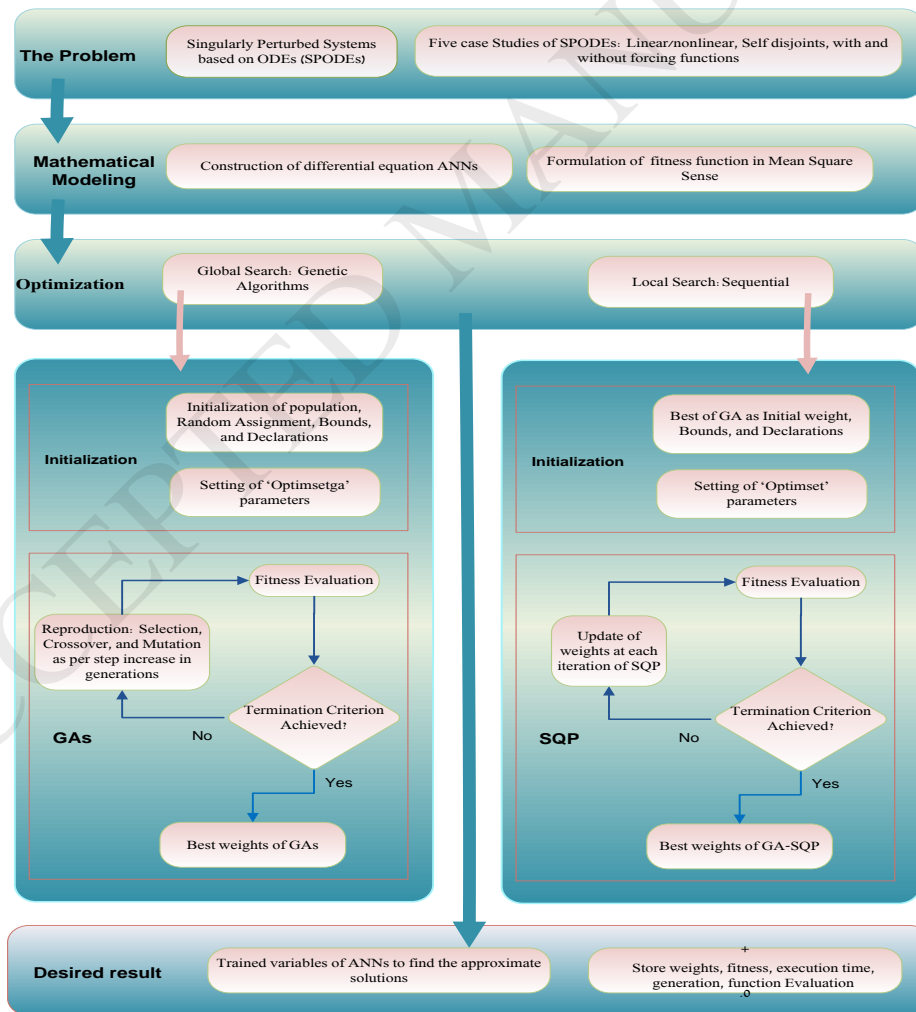 The Problem
Singularly Perturbed Systems
based on ODEs (SPODEs)
Five case Studies of SPODEs: Linear/nonlinear, Self disjoints, with and
without forcing functions
Mathematical
Modeling
Construction of differential equation ANNs
Formulation of fitness function in Mean Square
Sense
Optimization
Global Search: Genetic
Algorithms
Local Search: Sequential
Initialization
Initialization of population,
Random Assignment, Bounds,
and Declarations
Setting of ‘Optimsetga’
parameters
Fitness Evaluation
Reproduction: Selection,
Crossover, and Mutation
as per step increase in
generations
Termination Criterion
Achieved?
No
GAs
Yes
Best weights of GAs
Initialization
Best of GA as Initial weight,
Bounds, and Declarations
Setting of ‘Optimset’
parameters
Fitness Evaluation
Update of
weights at each
iteration of SQP
Termination Criterion
Achieved?
No
SQP
Yes
Best weights of GA-SQP
Desired result
Trained variables of ANNs to find the approximate
solutions
+
Store weights, fitness, execution time,
generation, function Evaluation
.o
CCEPTED MANU